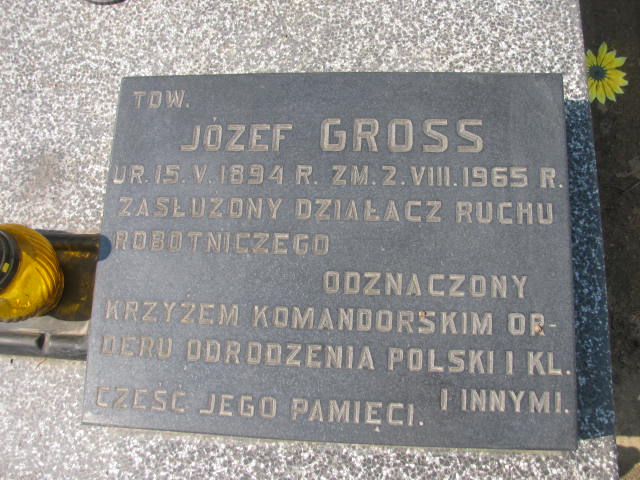 TOW.
JÓZEF GROSS
UR. 15. V. 1894 R. ZM. 2. VIII. 1965 R.
ZASŁUŻONY DZIAŁACZ RUCHU
ROBOTNICZEGO
ODZNACZONY
KRZYŻEM KOMANDORSKIM OR-
DERU ODRODZENIA POLSKI I KL.
I INNYMI.
CZEŚĆ JEGO PAMIĘCI.